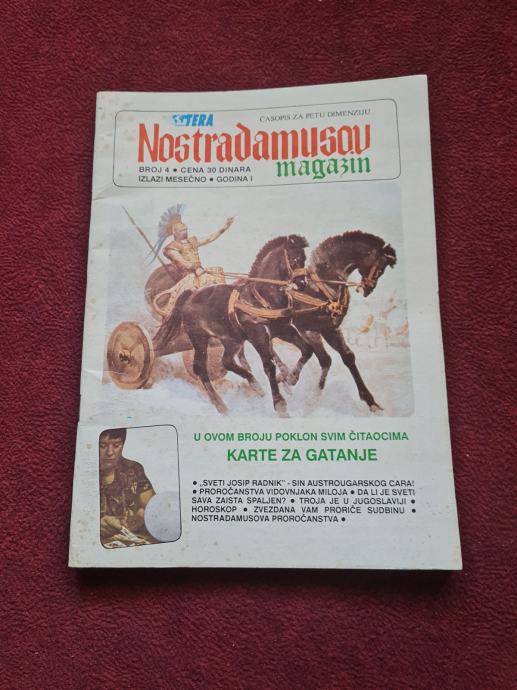 ČASOPIS ZA PETU DIMENZIJU
TERA
Nostradamusov
magazin
BROJ 4 ● CENA 30 DINARA
IZLAZI MESEČNO ● GODINA I
U OVOM BROJU POKLON SVIM ČITAOCIMA
KARTE ZA GATANJE
● „SVETI JOSIP RADNIK” - SIN AUSTROUGARSKOG CARA!
● PROROČANSTVA VIDOVNJAKA MILOJA ● DA LI JE SVETI
SAVA ZAISTA SPALJEN? ● TROJA JE U JUGOSLAVIJI ●
HOROSKOP ● ZVEZDANA VAM PRORIČE SUDBINU ●
NOSTRADAMUSOVA PROROČANSTVA ●